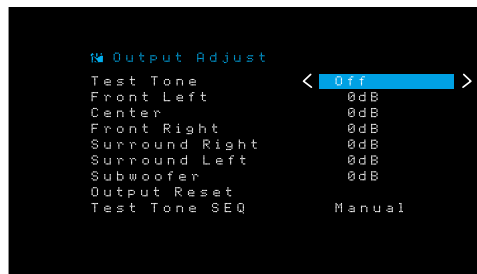 Output Adjust
Test Tone < Off >
Front Left 0dB
Center 0dB
Front Right 0dB
Surround Right 0dB
Surround Left 0dB
Subwoofer 0dB
Output Reset
Test Tone SEQ Manual